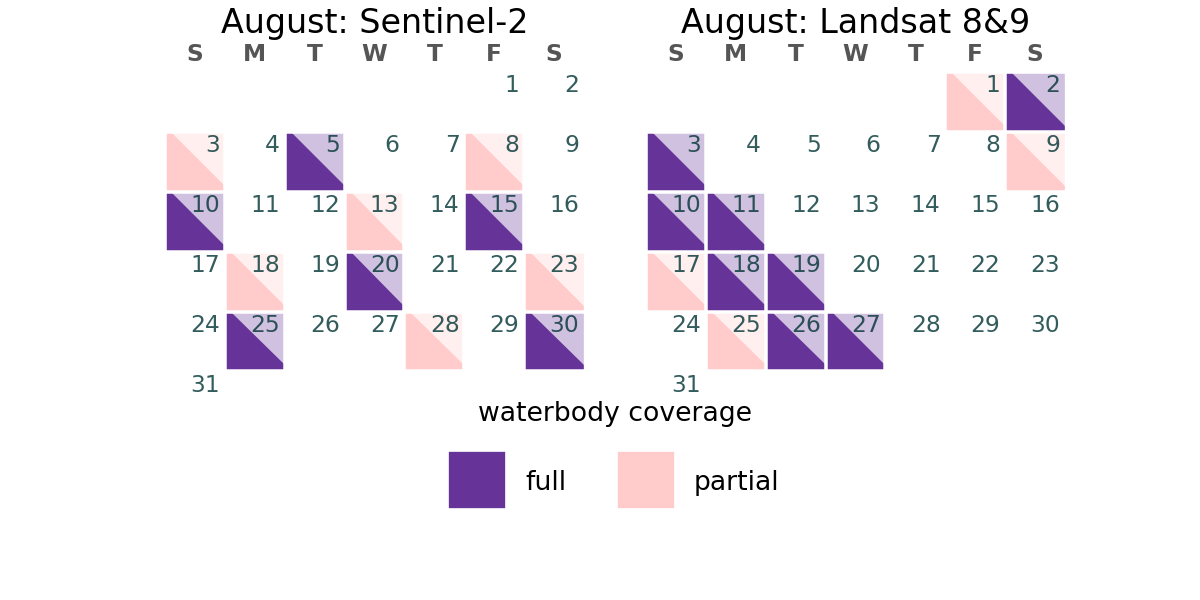 August: Sentinel-2
S M T W T F S
1 2
3 4 5 6 7 8 9
10 11 12 13 14 15 16
17 18 19 20 21 22 23
24 25 26 27 28 29 30
31
August: Landsat 8&9
S M T W T F S
1 2
3 4 5 6 7 8 9
10 11 12 13 14 15 16
17 18 19 20 21 22 23
24 25 26 27 28 29 30
31
waterbody coverage
full
partial